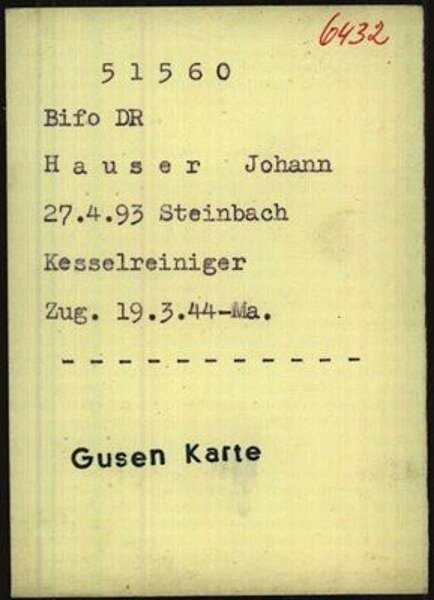 6432
51560
Bifo DR
Hauser Johann
27.4.93 Steinbach
Kesselreiniger
Zug. 19.3.44-Ma.
- - - - - - - - - - -
Gusen Karte